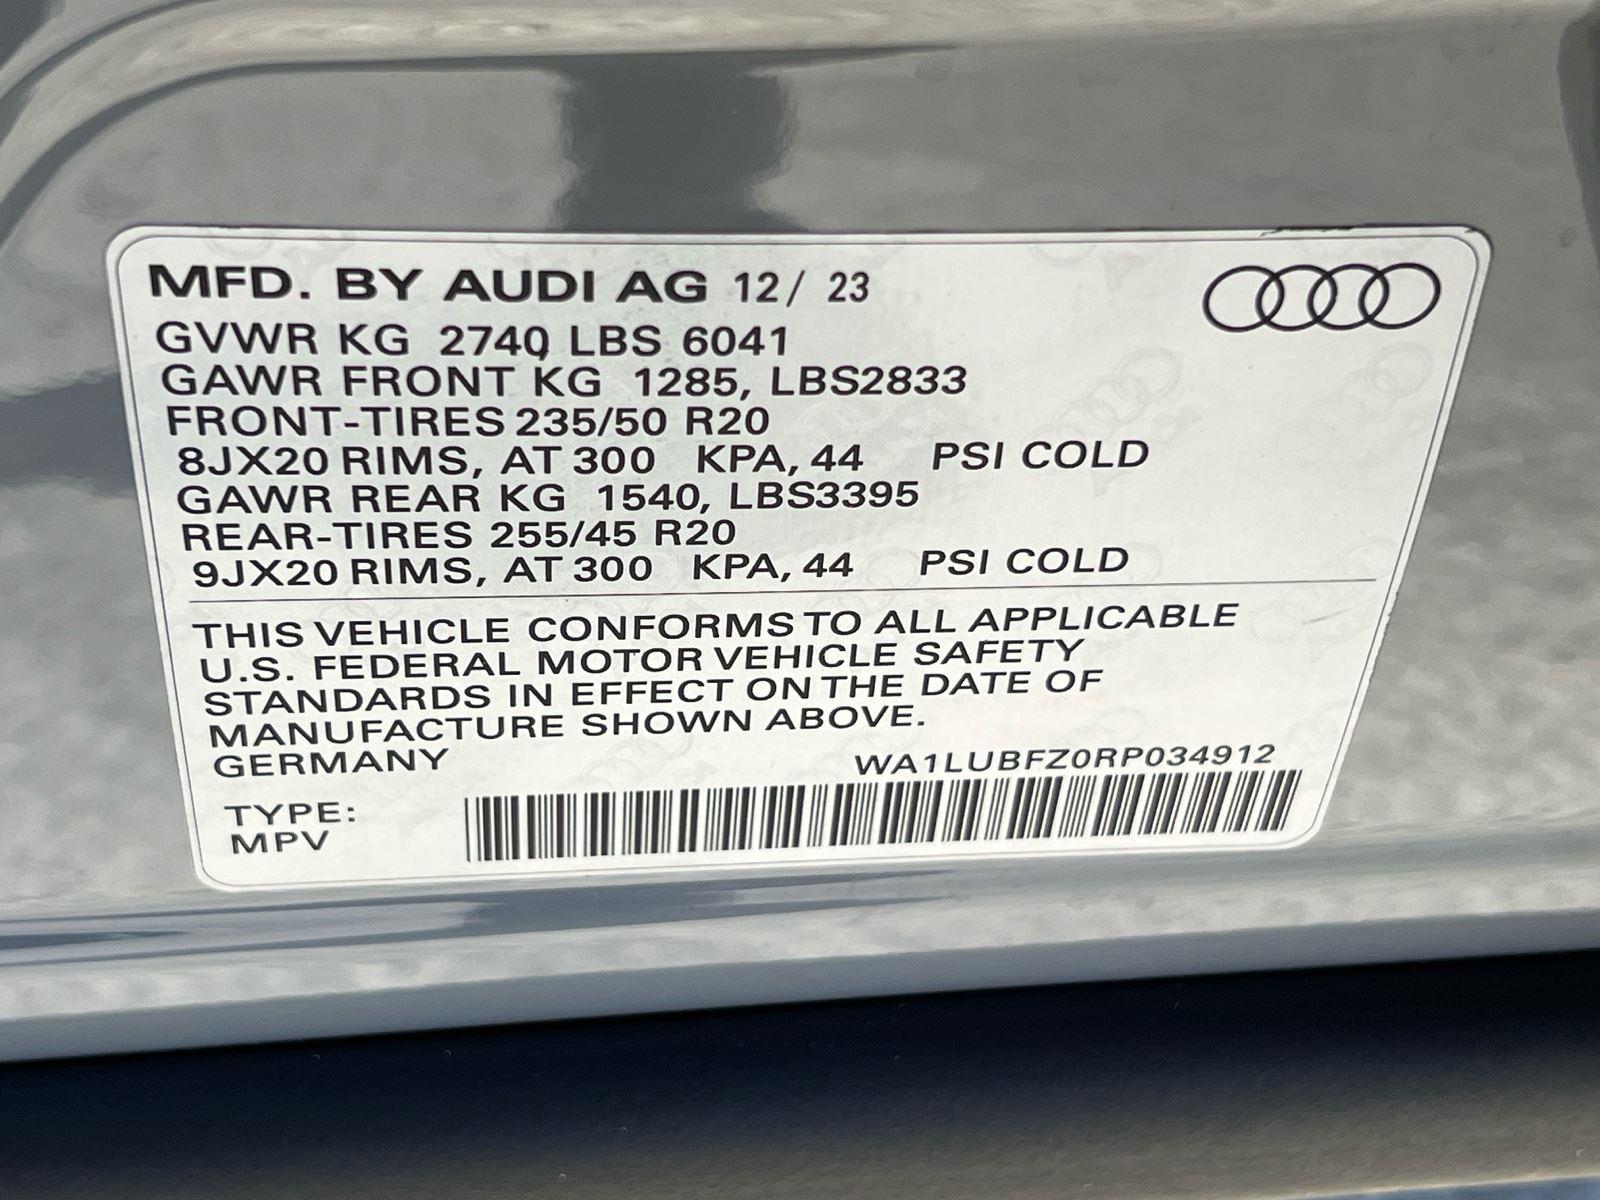 MFD. BY AUDI AG 12/ 23
GVWR KG 2740 LBS 6041
GAWR FRONT KG 1285, LBS2833
FRONT-TIRES 235/50 R20
8JX20 RIMS, AT 300 KPA, 44 PSI COLD
GAWR REAR KG 1540, LBS3395
REAR-TIRES 255/45 R20
9JX20 RIMS, AT 300 KPA, 44 PSI COLD
THIS VEHICLE CONFORMS TO ALL APPLICABLE
U.S. FEDERAL MOTOR VEHICLE SAFETY
STANDARDS IN EFFECT ON THE DATE OF
MANUFACTURE SHOWN ABOVE.
GERMANY
WA1LUBFZ0RP034912
TYPE:
MPV